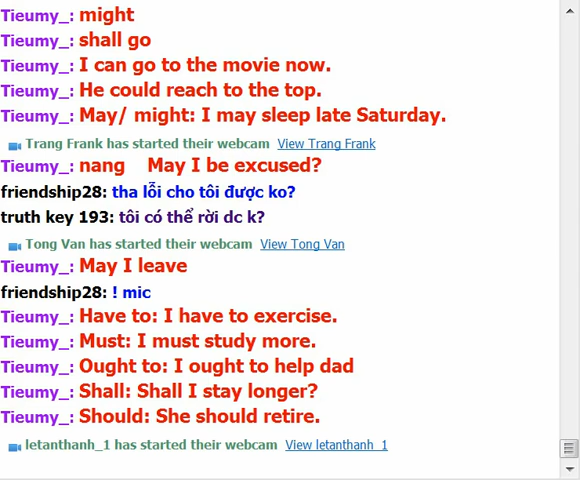 Tieumy_: might
Tieumy_: shall go
Tieumy_: I can go to the movie now.
Tieumy_: He could reach to the top.
Tieumy_: May/ might: I may sleep late Saturday.
Trang Frank has started their webcam View Trang Frank
Tieumy_: nang May I be excused?
friendship28: tha lỗi cho tôi được ko?
truth key 193: tôi có thể rời dc k?
Tong Van has started their webcam View Tong Van
Tieumy_: May I leave
friendship28: ! mic
Tieumy_: Have to: I have to exercise.
Tieumy_: Must: I must study more.
Tieumy_: Ought to: I ought to help dad
Tieumy_: Shall: Shall I stay longer?
Tieumy_: Should: She should retire.
letanthanh_1 has started their webcam View letanthanh_1